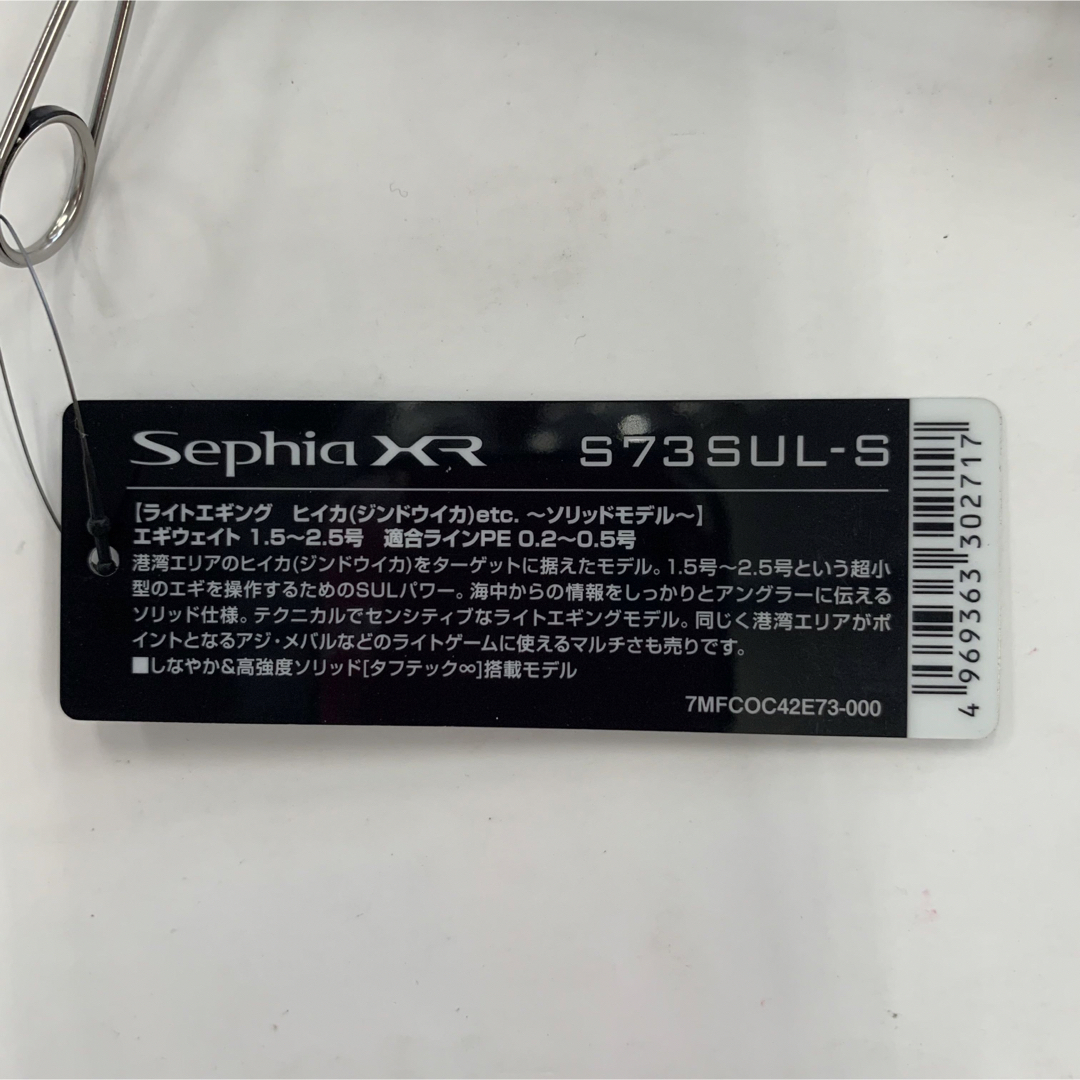 Sephia XR S73SUL-S
【ライトエギング ヒイカ(ジンドウイカ)etc. 〜ソリッドモデル〜】
エギウェイト 1.5〜2.5号 適合ラインPE 0.2〜0.5号
港湾エリアのヒイカ(ジンドウイカ)をターゲットに据えたモデル。1.5号〜2.5号という超小
型のエギを操作するためのSULパワー。海中からの情報をしっかりとアングラーに伝える
ソリッド仕様。テクニカルでセンシティブなライトエギングモデル。同じく港湾エリアがポ
イントとなるアジ・メバルなどのライトゲームに使えるマルチさも売りです。
■しなやか&高強度ソリッド[タフテック∞]搭載モデル
7MFCOC42E73-000
4 969363 302717